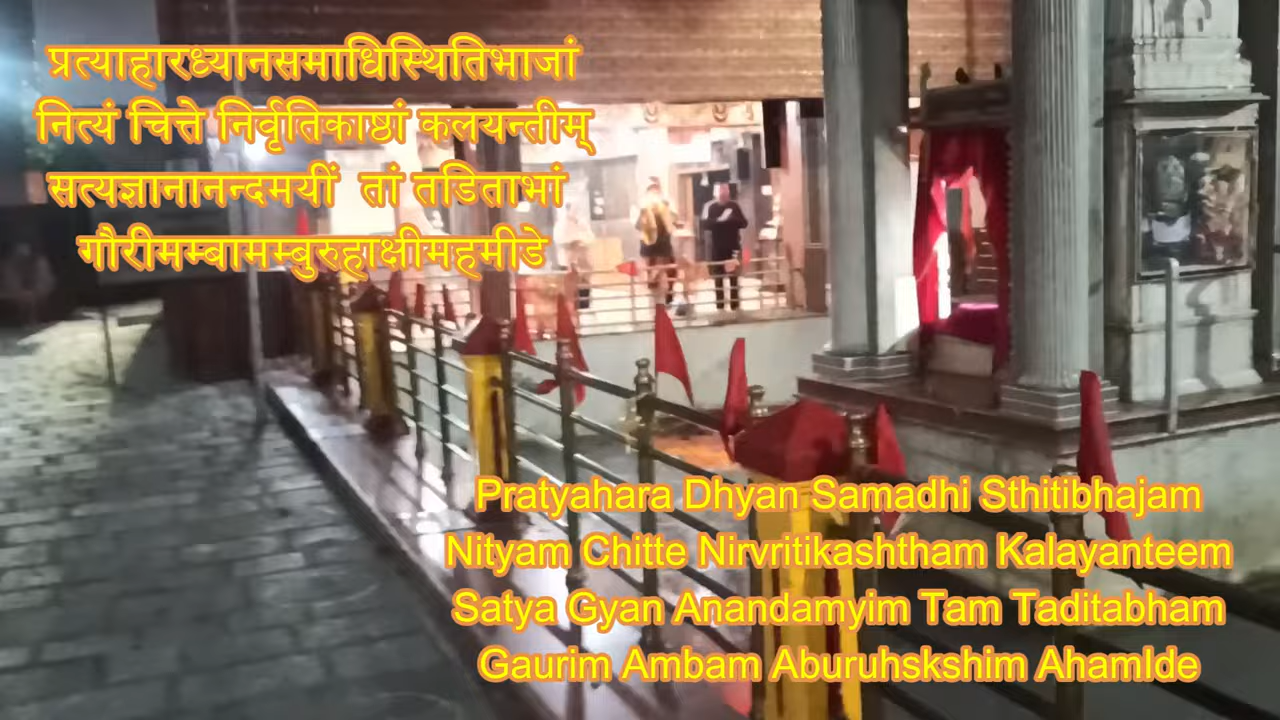 प्रत्याहारध्यानसमाधिस्थितिभाजां
नित्यं चित्ते निर्वृतिकाष्ठां कलयन्तीम्
सत्यज्ञानानन्दमयीं तां तडिताभां
गौरीमम्बामम्बुरुहाक्षीमहमीडे
Pratyahara Dhyan Samadhi Sthitibhajam
Nityam Chitte Nirvritikashtham Kalayanteem
Satya Gyan Anandamyim Tam Taditabham
Gaurim Ambam Aburuhskshim AhamIde